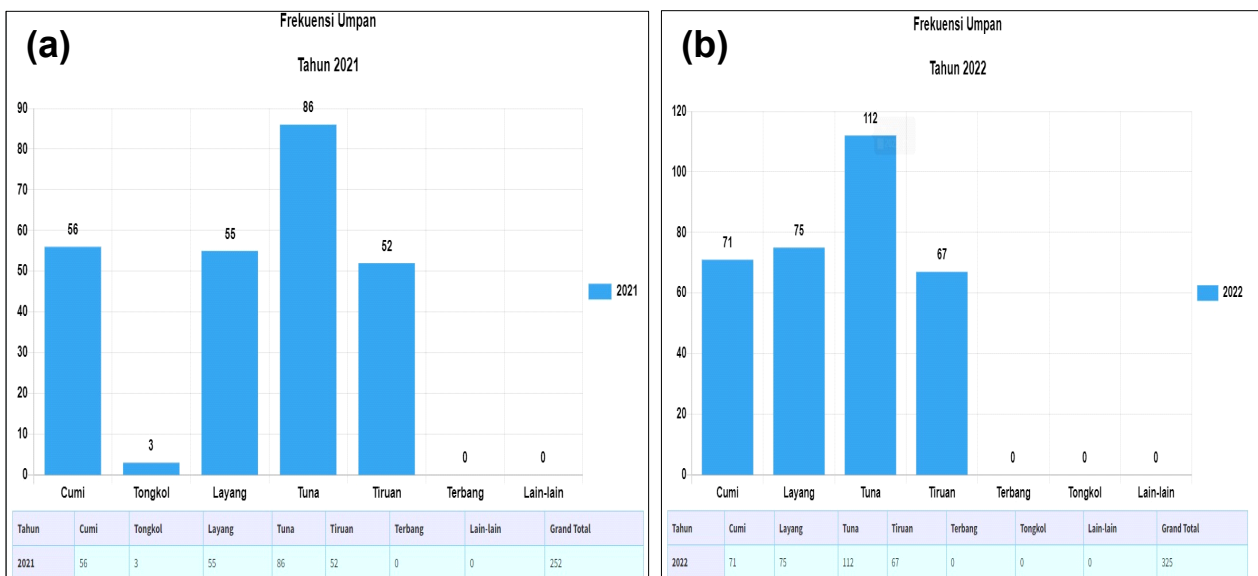 (a)
Frekuensi Umpan
Tahun 2021
90
80
70
60
50
40
30
20
10
0
56
3
55
86
52
0
0
2021
Cumi Tongkol Layang Tuna Tiruan Terbang Lain-lain
Tahun Cumi Tongkol Layang Tuna Tiruan Terbang Lain-lain Grand Total
2021 56 3 55 86 52 0 0 252
(b)
Frekuensi Umpan
Tahun 2022
120
100
80
60
40
20
0
71
75
112
67
0
0
0
2022
Cumi Layang Tuna Tiruan Terbang Tongkol Lain-lain
Tahun Cumi Layang Tuna Tiruan Terbang Tongkol Lain-lain Grand Total
2022 71 75 112 67 0 0 0 325